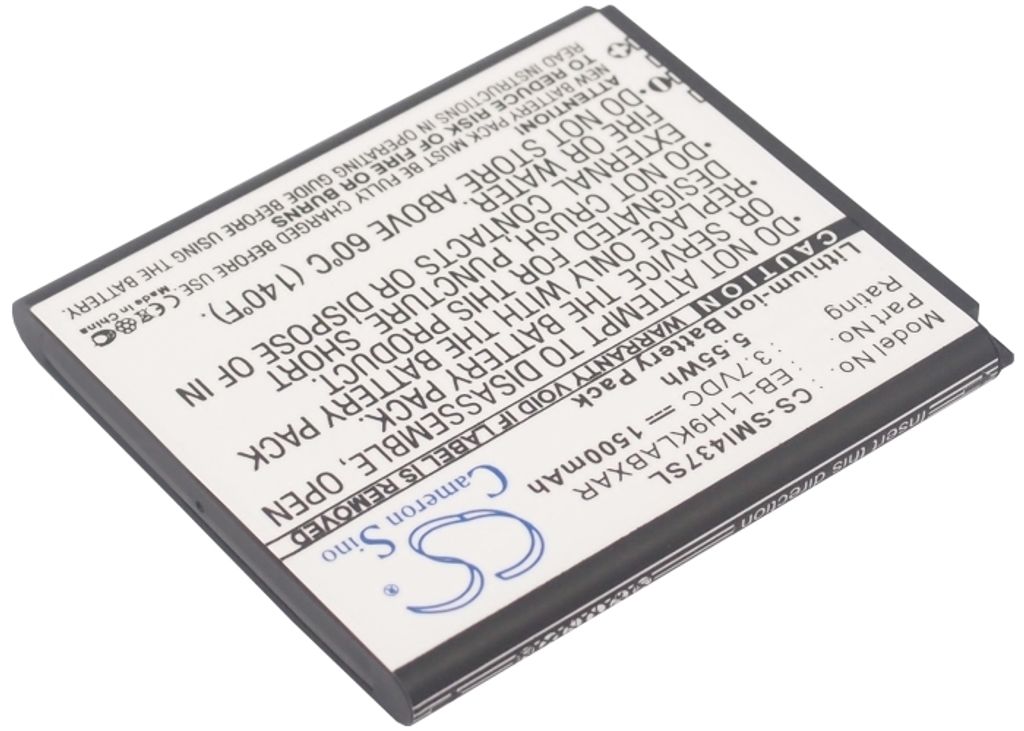 Cameron Sino
CS ®
Model No. :CS-SMI437SL
Part No. :EB-L1H9KLABXAR
Rating :3.7VDC ⎓ 1500mAh
5.55Wh
Lithium-Ion Battery Pack
CAUTION WARRANTY VOID IF LABEL IS REMOVED
•DO NOT ATTEMPT TO DISASSEMBLE, OPEN
OR SERVICE THE BATTERY PACK.
•REPLACE ONLY WITH THE BATTERY PACK
DESIGNATED FOR THIS PRODUCT.
•DO NOT CRUSH, PUNCTURE, SHORT
EXTERNAL CONTACTS OR DISPOSE OF IN
FIRE OR WATER.
•DO NOT STORE ABOVE 60°C (140°F).
ATTENTION!
NEW BATTERY PACK MUST BE FULLY CHARGED BEFORE USE.
TO REDUCE RISK OF FIRE OR BURNS
READ INSTRUCTIONS IN OPERATING GUIDE BEFORE USING THE BATTERY.
CE
Made in China
Insert this direction